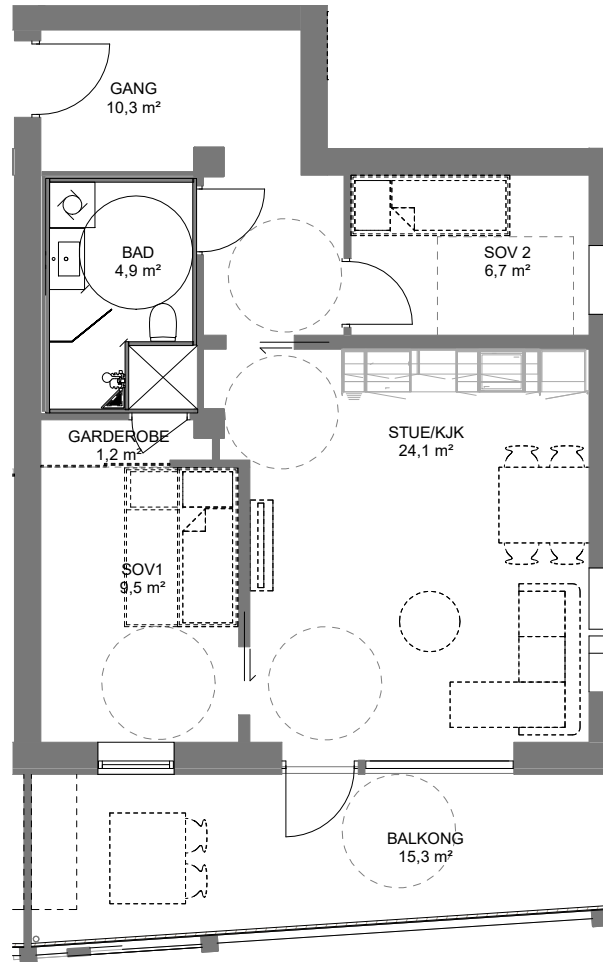 GANG
10,3 m²
BAD
4,9 m²
SOV 2
6,7 m²
GARDEROBE
1,2 m²
STUE/KJK
24,1 m²
SOV1
9,5 m²
BALKONG
15,3 m²